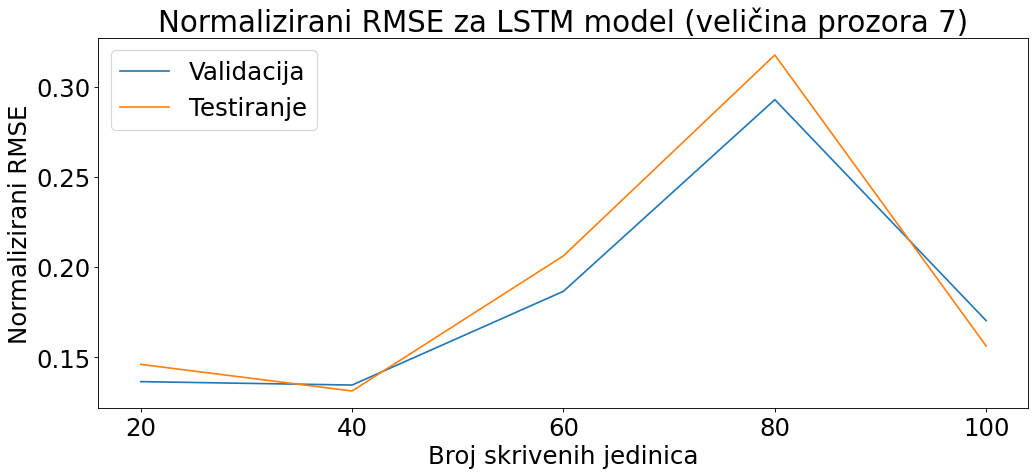 Normalizirani RMSE za LSTM model (veličina prozora 7)
Validacija
Testiranje
Normalizirani RMSE
0.30
0.25
0.20
0.15
20 40 60 80 100
Broj skrivenih jedinica